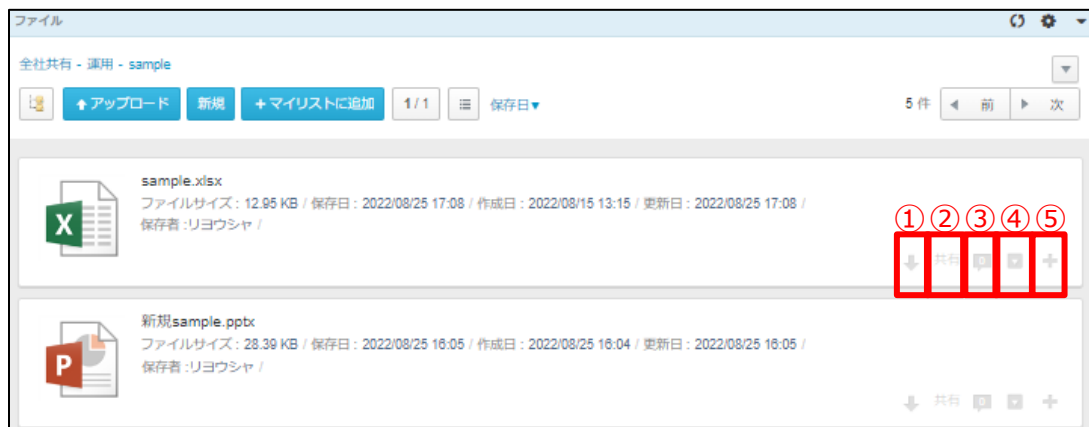 ファイル
全社共有 - 運用 - sample
アップロード 新規 +マイリストに追加 1/1 保存日▼ 5 件 ◀ 前 ▶ 次
sample.xlsx
ファイルサイズ : 12.95 KB / 保存日 : 2022/08/25 17:08 / 作成日 : 2022/08/15 13:15 / 更新日 : 2022/08/25 17:08 /
保存者 :リヨウシャ /
① ② ③ ④ ⑤
共有 0
新規sample.pptx
ファイルサイズ : 28.39 KB / 保存日 : 2022/08/25 16:05 / 作成日 : 2022/08/25 16:04 / 更新日 : 2022/08/25 16:05 /
保存者 :リヨウシャ /
共有 0